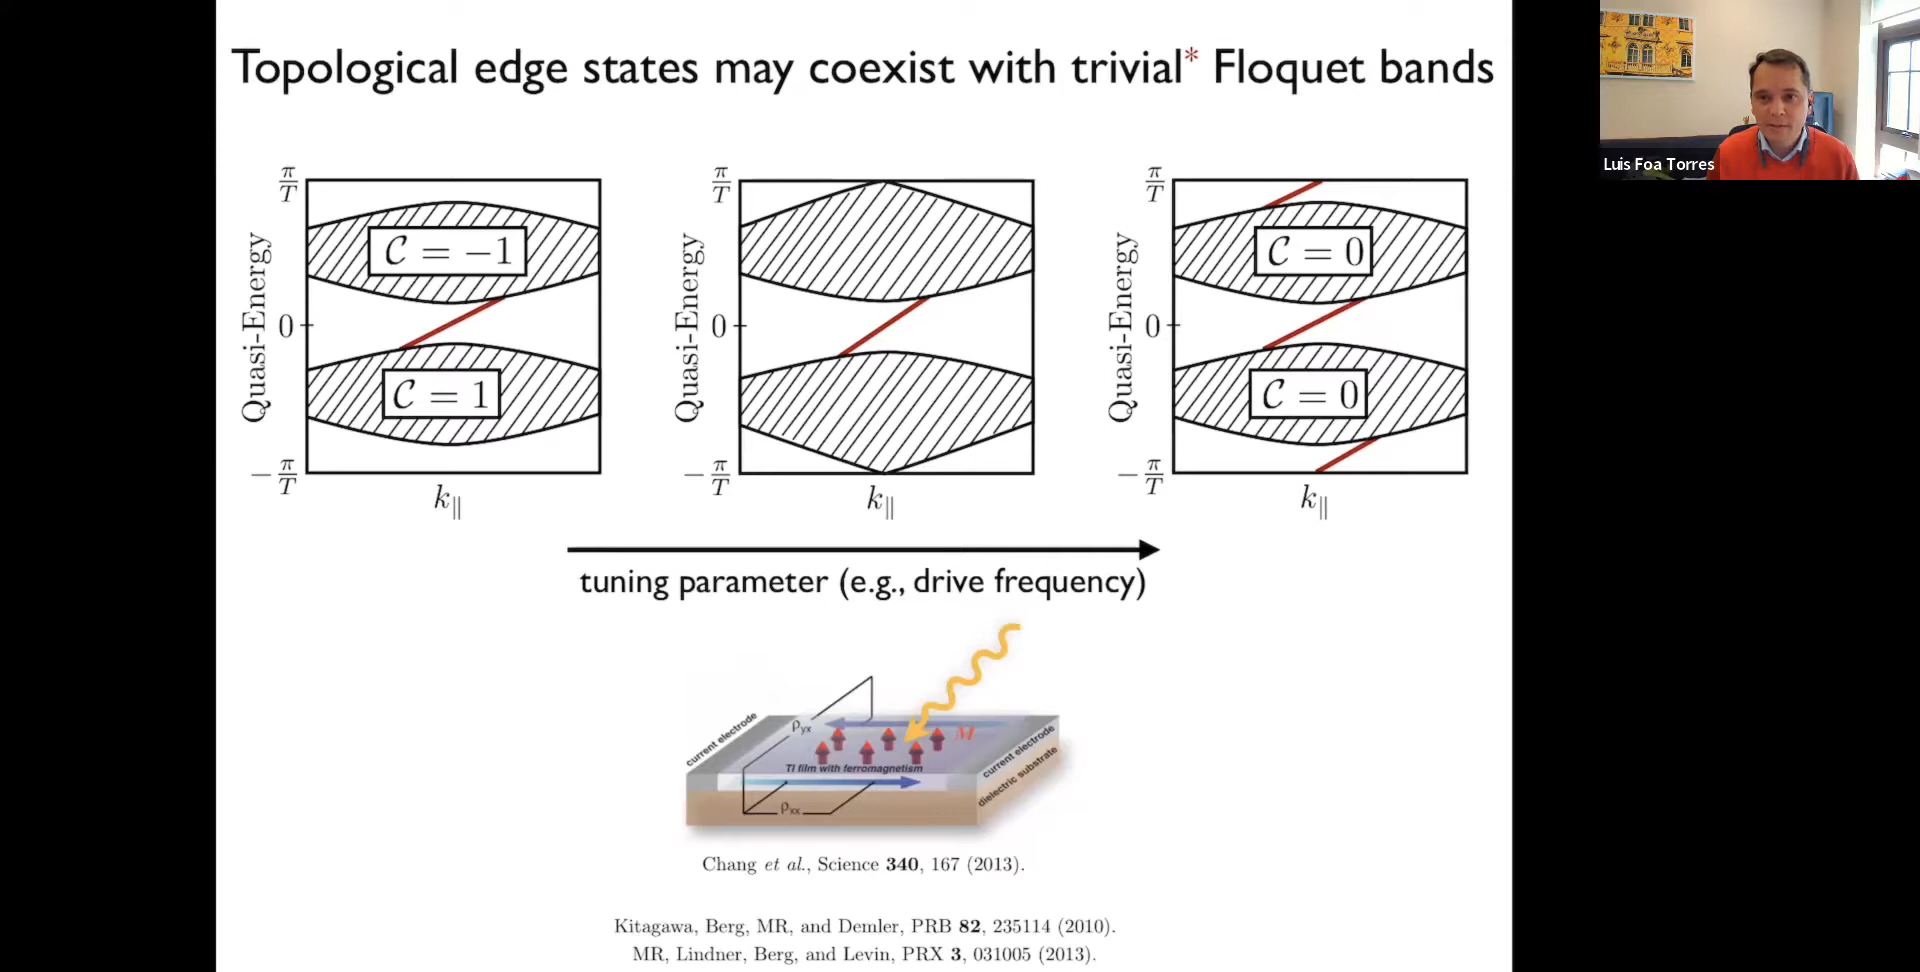 Topological edge states may coexist with trivial* Floquet bands
Luis Foa Torres
π/T
Quasi-Energy
0
−π/T
C = −1
C = 1
k∥
π/T
Quasi-Energy
0
−π/T
k∥
π/T
Quasi-Energy
0
−π/T
C = 0
C = 0
k∥
tuning parameter (e.g., drive frequency)
current electrode
ρyx
M
TI film with ferromagnetism
current electrode
dielectric substrate
ρxx
Chang et al., Science 340, 167 (2013).
Kitagawa, Berg, MR, and Demler, PRB 82, 235114 (2010).
MR, Lindner, Berg, and Levin, PRX 3, 031005 (2013).